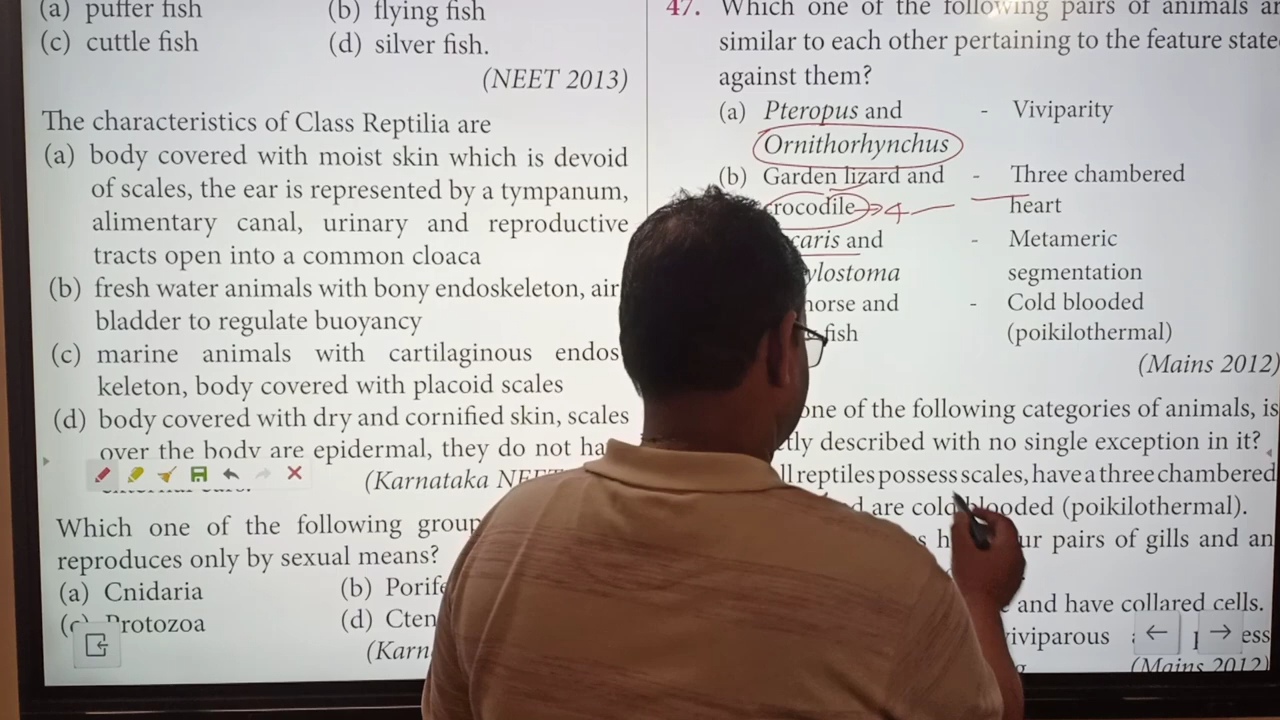 (a) puffer fish (b) flying fish
(c) cuttle fish (d) silver fish.
(NEET 2013)
The characteristics of Class Reptilia are
(a) body covered with moist skin which is devoid
of scales, the ear is represented by a tympanum,
alimentary canal, urinary and reproductive
tracts open into a common cloaca
(b) fresh water animals with bony endoskeleton, air
bladder to regulate buoyancy
(c) marine animals with cartilaginous endos
keleton, body covered with placoid scales
(d) body covered with dry and cornified skin, scales
over the body are epidermal, they do not ha
(Karnataka NEET
Which one of the following group
reproduces only by sexual means?
(a) Cnidaria (b) Porife
(c) Protozoa (d) Cten
(Karn
47. Which one of the following pairs of animals ar
similar to each other pertaining to the feature state
against them?
(a) Pteropus and - Viviparity
Ornithorhynchus
(b) Garden lizard and - Three chambered
rocodile → 4 heart
caris and - Metameric
ylostoma segmentation
horse and - Cold blooded
fish (poikilothermal)
(Mains 2012)
one of the following categories of animals, is
tly described with no single exception in it?
ll reptiles possess scales, have a three chambered
d are cold blooded (poikilothermal).
ur pairs of gills and an
and have collared cells.
iviparous ess
(Mains 2012)